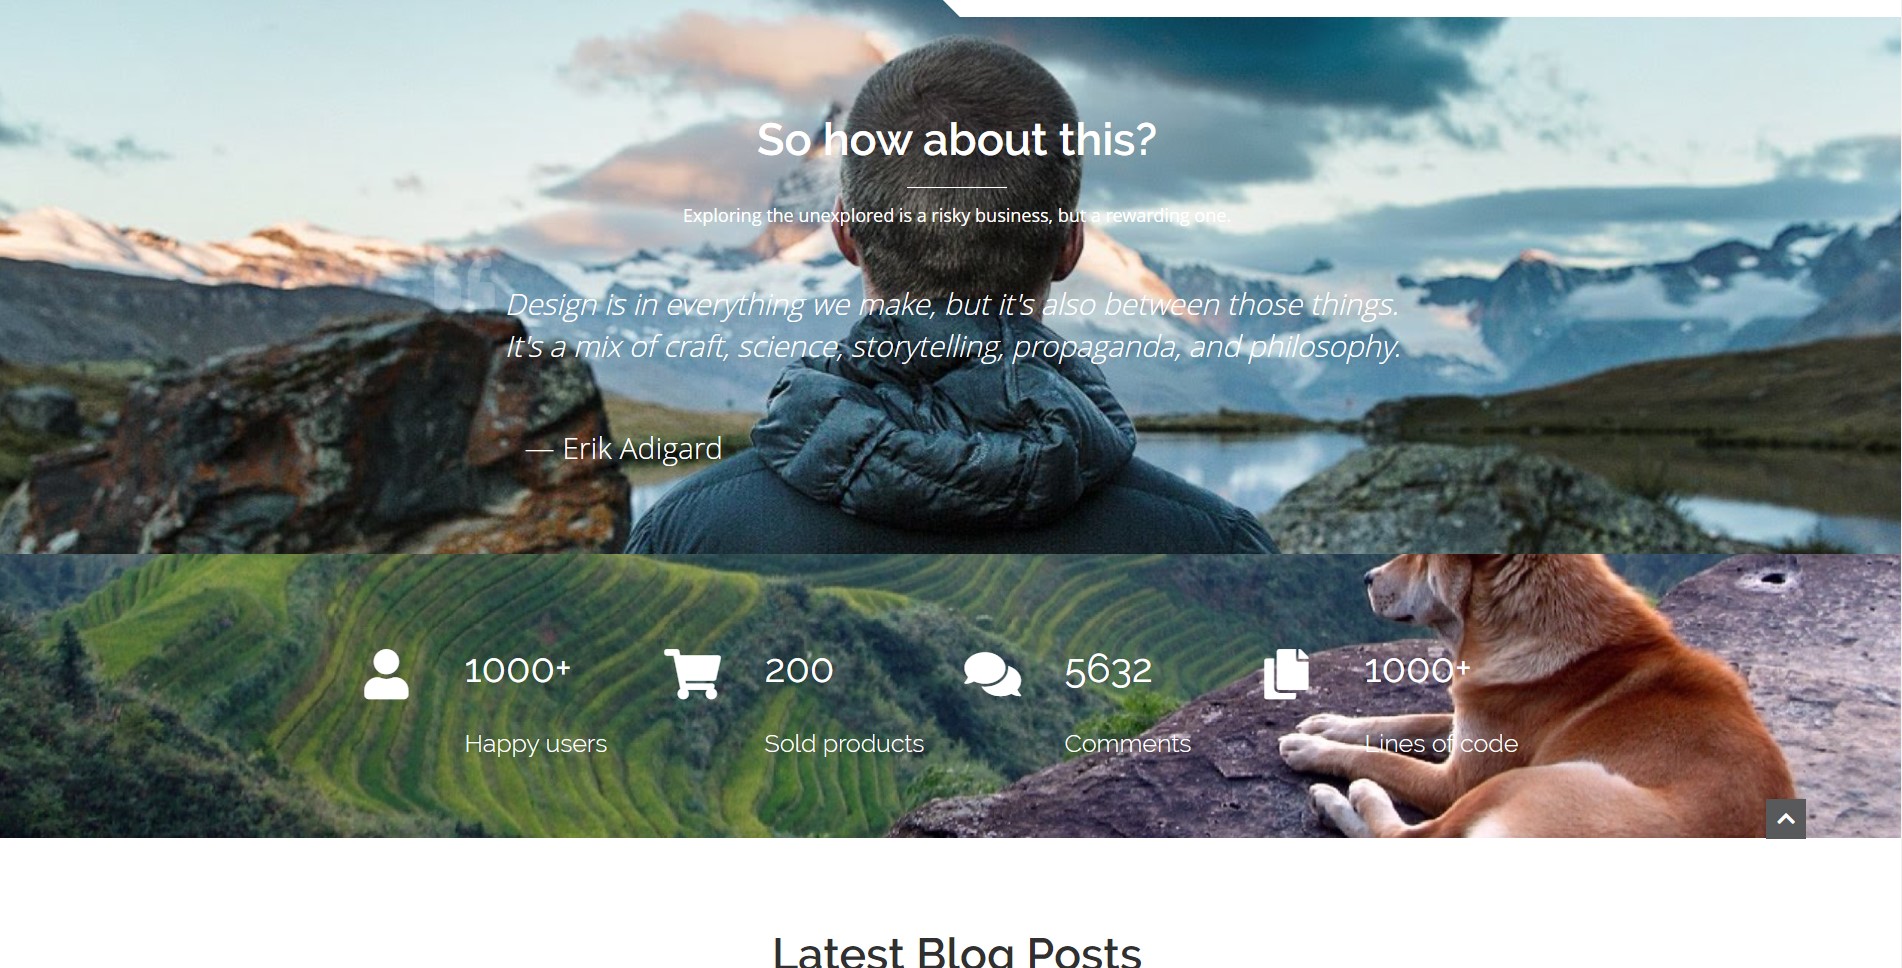 So how about this?
Exploring the unexplored is a risky business, but a rewarding one.
Design is in everything we make, but it's also between those things.
It's a mix of craft, science, storytelling, propaganda, and philosophy.
— Erik Adigard
1000+
200
5632
1000+
Happy users
Sold products
Comments
Lines of code
Latest Blog Posts